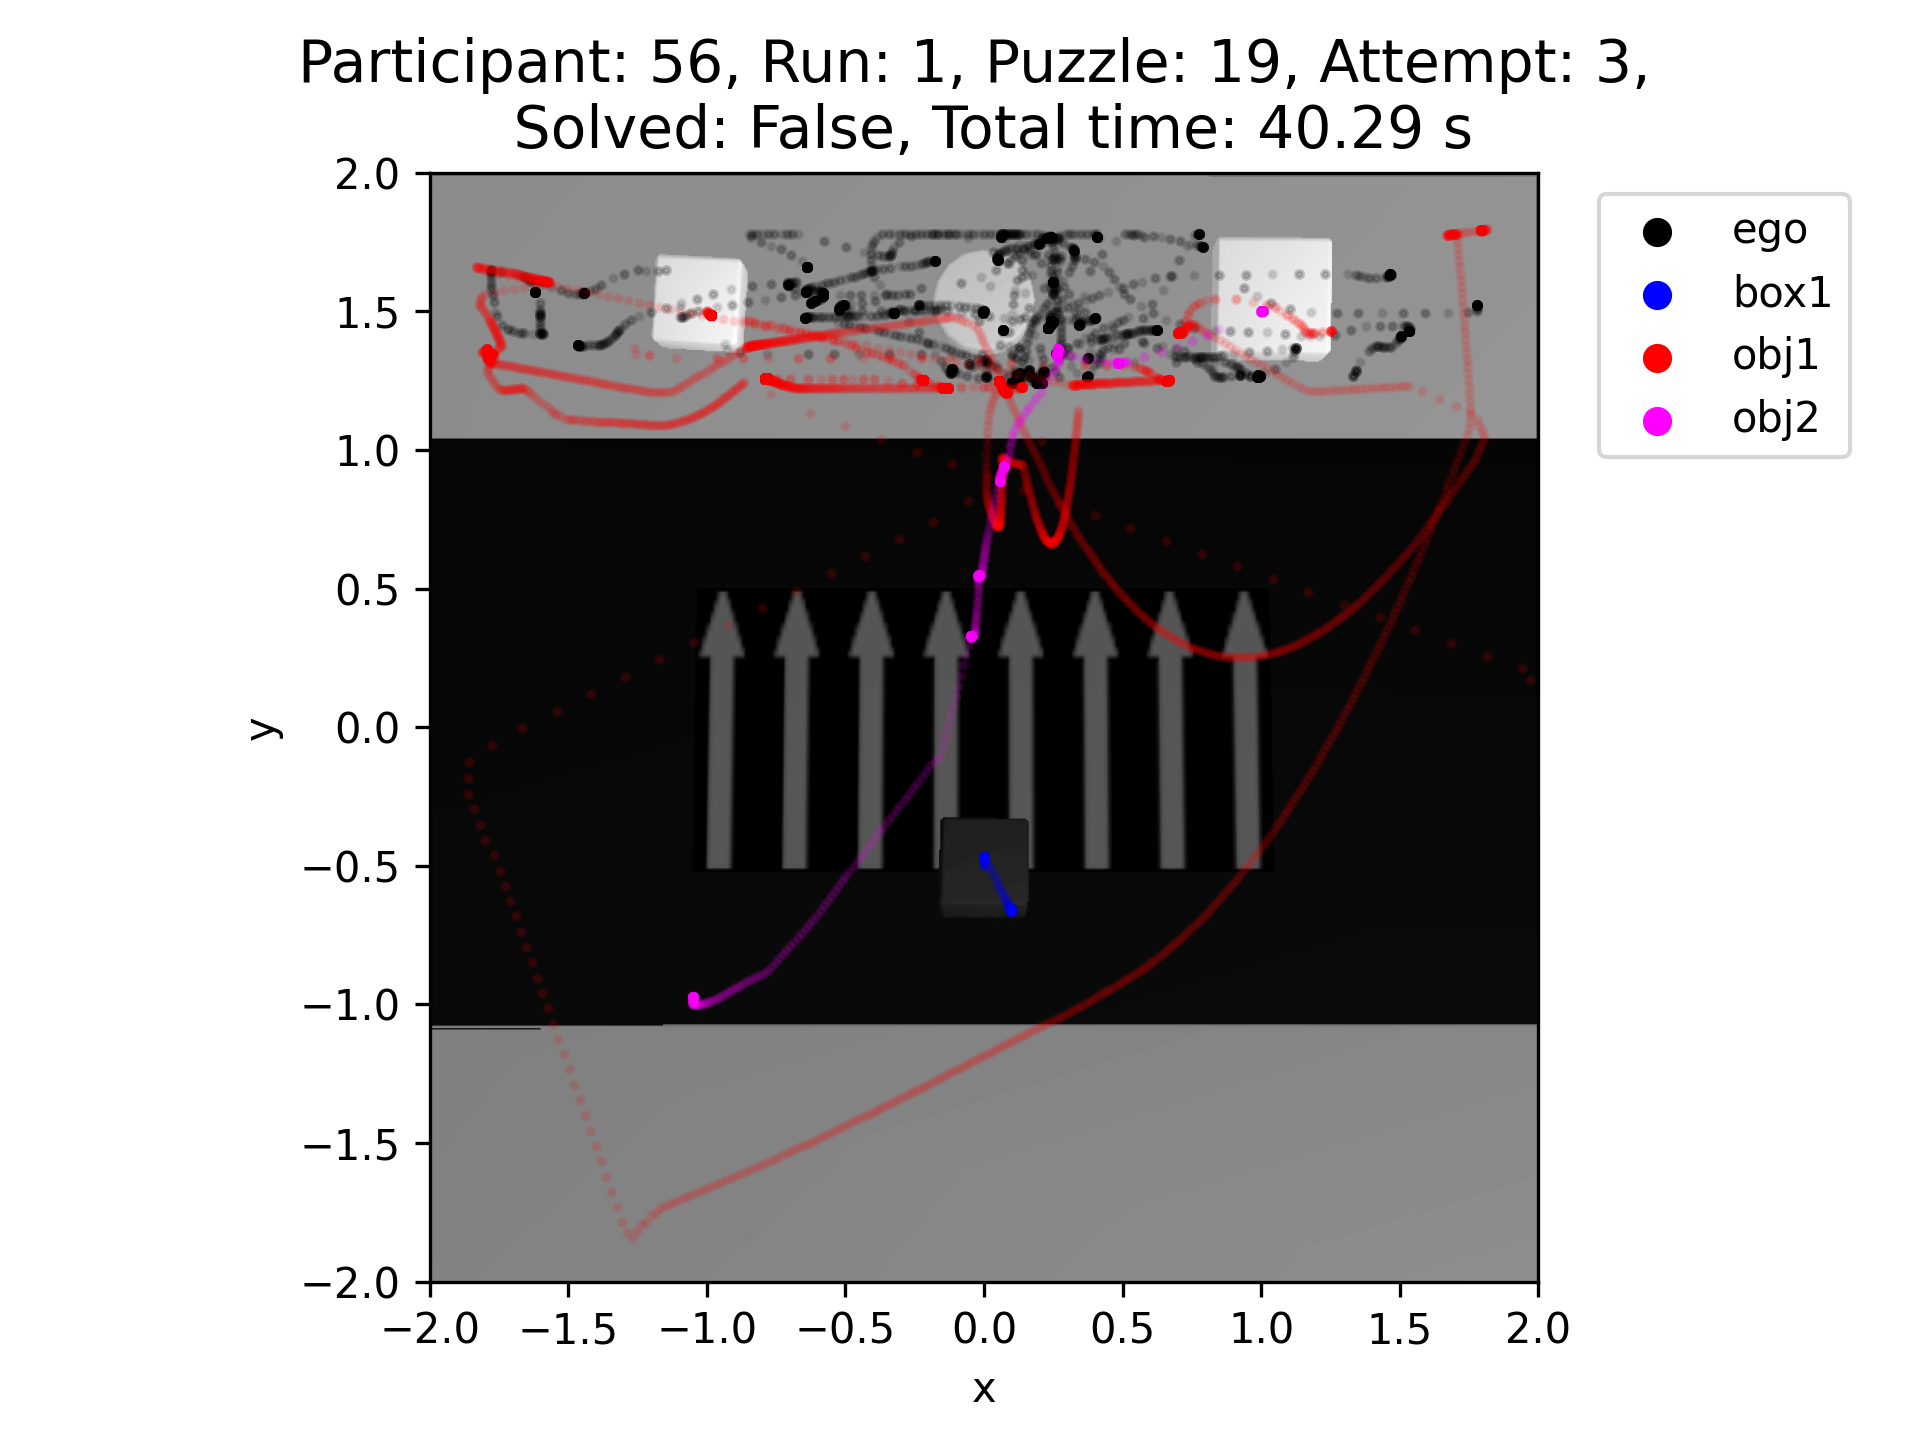 Participant: 56, Run: 1, Puzzle: 19, Attempt: 3,
Solved: False, Total time: 40.29 s
2.0
1.5
1.0
0.5
0.0
−0.5
−1.0
−1.5
−2.0
y
−2.0 −1.5 −1.0 −0.5 0.0 0.5 1.0 1.5 2.0
x
ego
box1
obj1
obj2